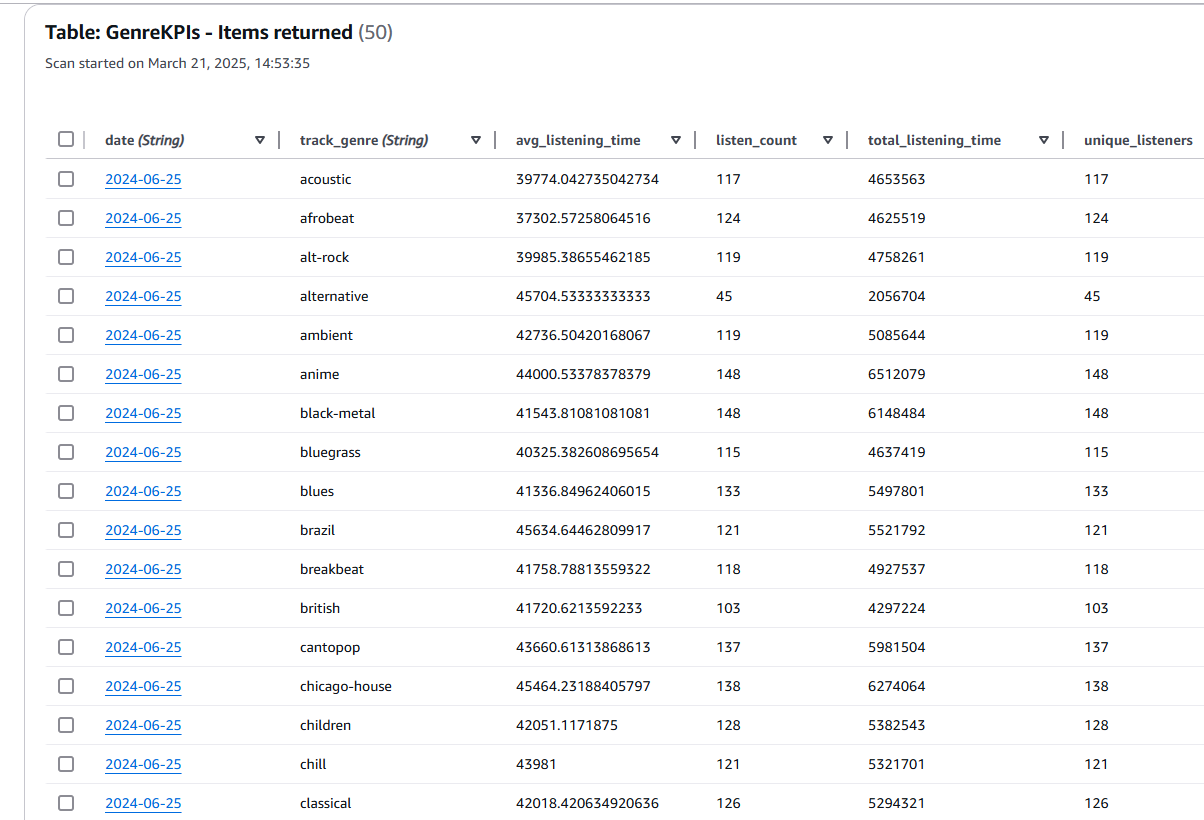 Table: GenreKPIs - Items returned (50)
Scan started on March 21, 2025, 14:53:35
date (String) track_genre (String) avg_listening_time listen_count total_listening_time unique_listeners
2024-06-25 acoustic 39774.042735042734 117 4653563 117
2024-06-25 afrobeat 37302.57258064516 124 4625519 124
2024-06-25 alt-rock 39985.38655462185 119 4758261 119
2024-06-25 alternative 45704.53333333333 45 2056704 45
2024-06-25 ambient 42736.50420168067 119 5085644 119
2024-06-25 anime 44000.53378378379 148 6512079 148
2024-06-25 black-metal 41543.81081081081 148 6148484 148
2024-06-25 bluegrass 40325.382608695654 115 4637419 115
2024-06-25 blues 41336.84962406015 133 5497801 133
2024-06-25 brazil 45634.64462809917 121 5521792 121
2024-06-25 breakbeat 41758.78813559322 118 4927537 118
2024-06-25 british 41720.6213592233 103 4297224 103
2024-06-25 cantopop 43660.61313868613 137 5981504 137
2024-06-25 chicago-house 45464.23188405797 138 6274064 138
2024-06-25 children 42051.1171875 128 5382543 128
2024-06-25 chill 43981 121 5321701 121
2024-06-25 classical 42018.420634920636 126 5294321 126